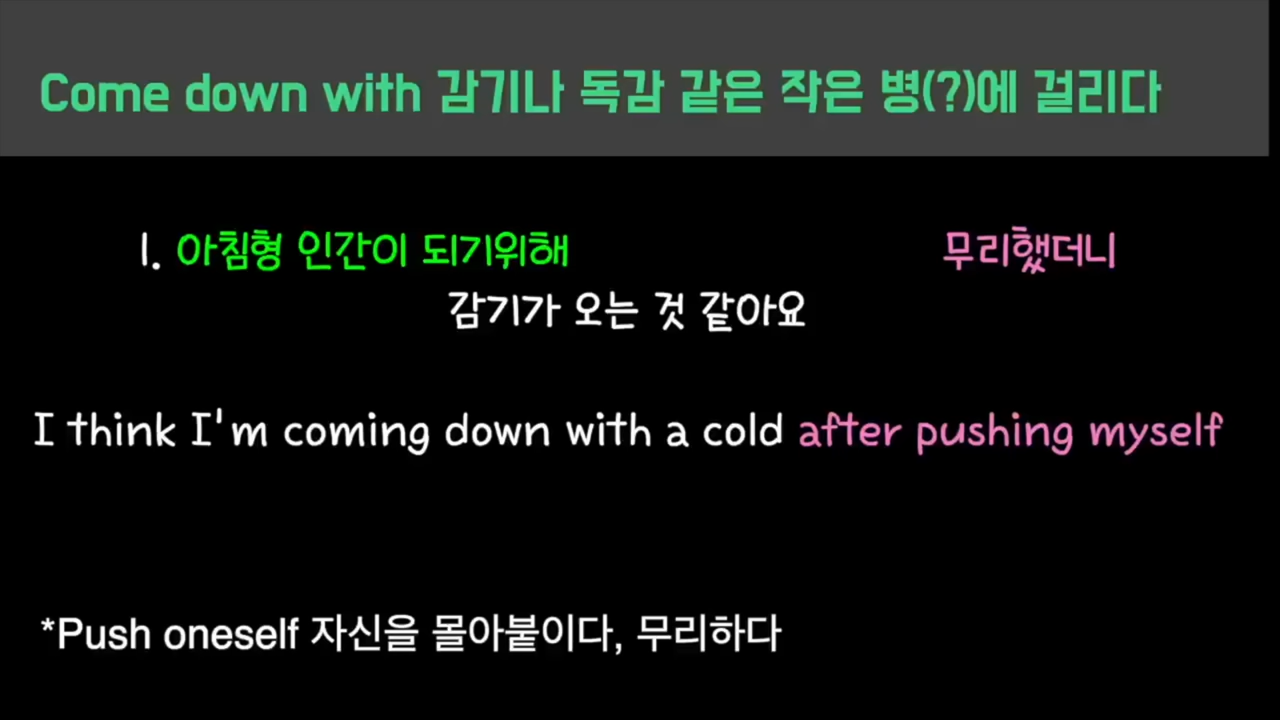 Come down with 감기나 독감 같은 작은 병(?)에 걸리다
1. 아침형 인간이 되기위해 무리했더니
감기가 오는 것 같아요
I think I'm coming down with a cold after pushing myself
*Push oneself 자신을 몰아붙이다, 무리하다